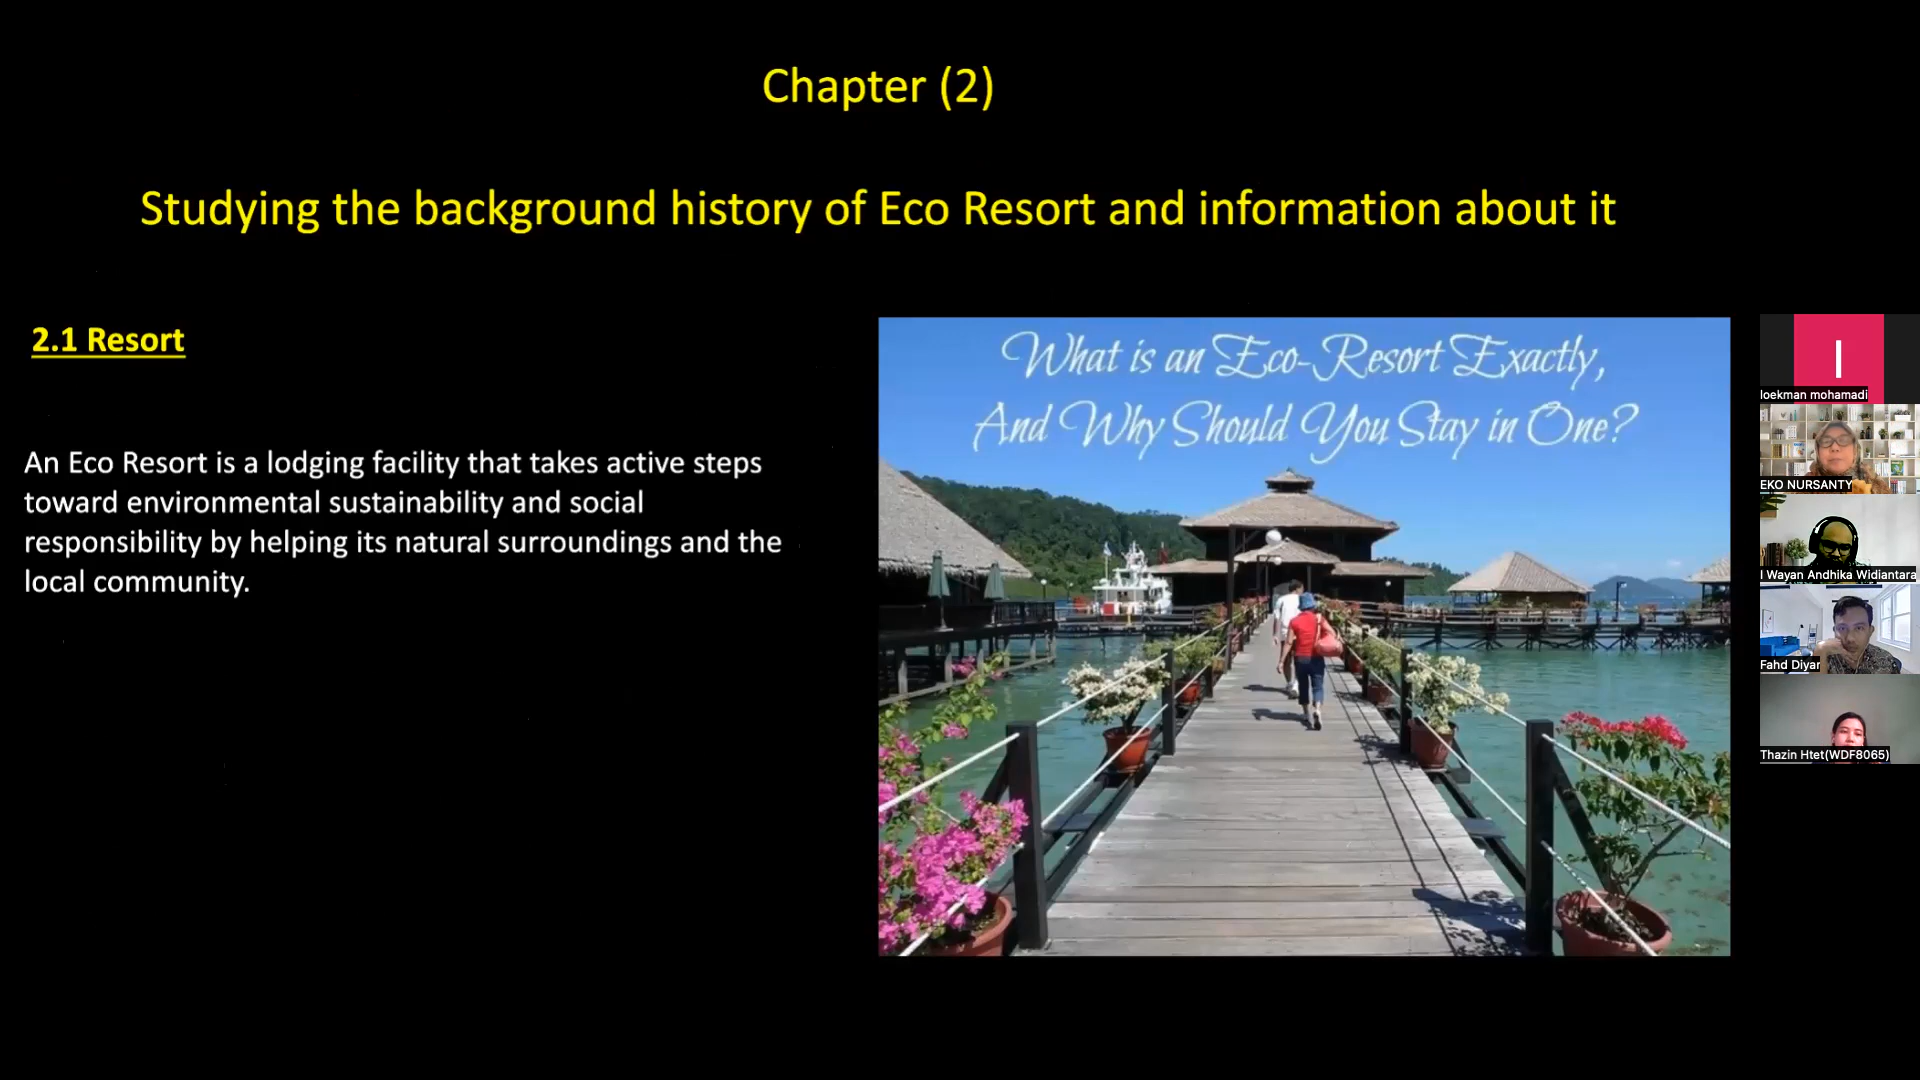 Chapter (2)
Studying the background history of Eco Resort and information about it
2.1 Resort
An Eco Resort is a lodging facility that takes active steps
toward environmental sustainability and social
responsibility by helping its natural surroundings and the
local community.
What is an Eco-Resort Exactly,
And Why Should You Stay in One?
I
loekman mohamadi
EKO NURSANTY
I Wayan Andhika Widiantara
Fahd Diyar
Thazin Htet(WDF8065)